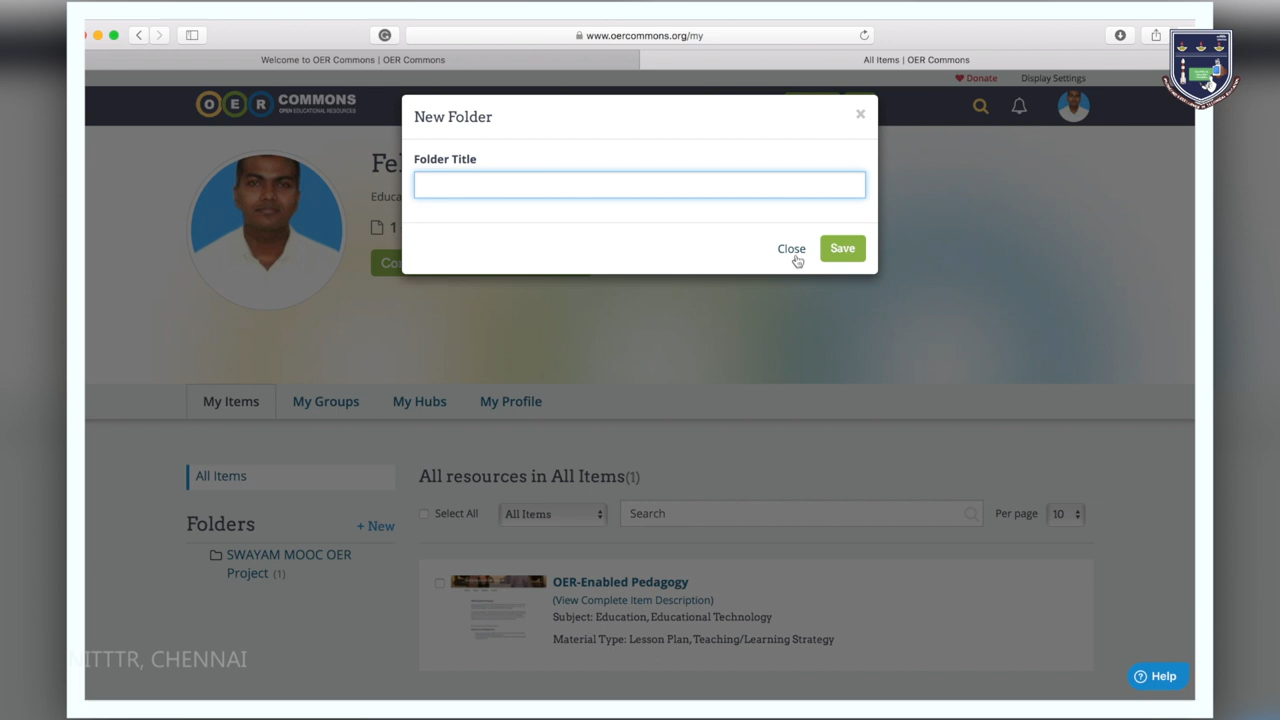 www.oercommons.org/my
Welcome to OER Commons | OER Commons
All Items | OER Commons
Donate
Display Settings
OER COMMONS
OPEN EDUCATIONAL RESOURCES
New Folder
×
Folder Title
Fel
Educa
1
Co
Close
Save
My Items
My Groups
My Hubs
My Profile
All Items
All resources in All Items(1)
Select All
All Items
Search
Per page
10
Folders
+ New
SWAYAM MOOC OER
Project (1)
OER-Enabled Pedagogy
(View Complete Item Description)
Subject: Education, Educational Technology
Material Type: Lesson Plan, Teaching/Learning Strategy
NITTTR, CHENNAI
? Help